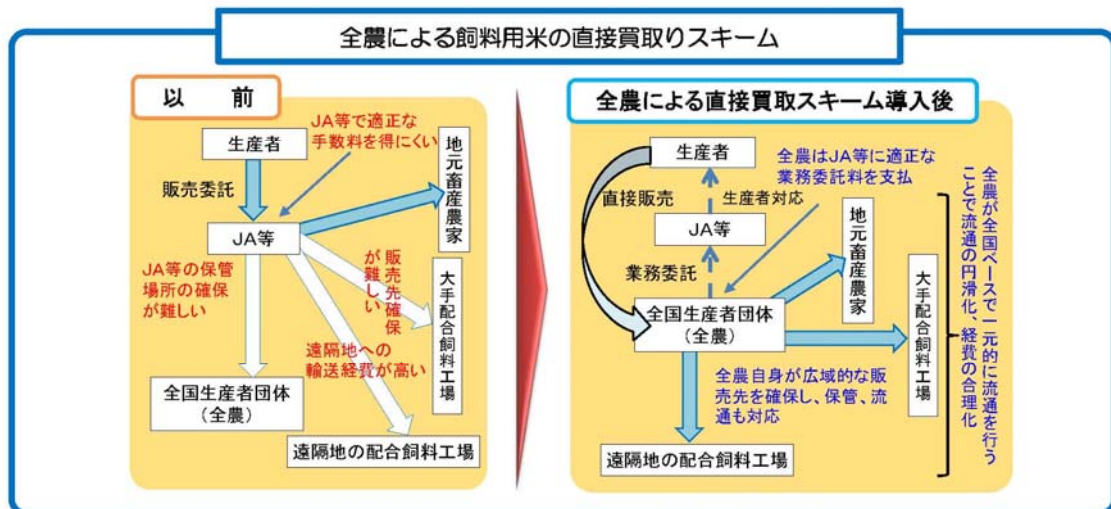 全農による飼料用米の直接買取りスキーム
以　前
生産者
JA等で適正な
手数料を得にくい
販売委託
地元畜産農家
JA等
JA等の保管
場所の確保
が難しい
販売先確保
が難しい
大手配合飼料工場
遠隔地への
輸送経費が高い
全国生産者団体
（全農）
遠隔地の配合飼料工場
全農による直接買取スキーム導入後
生産者
全農はJA等に適正な
業務委託料を支払
直接販売
生産者対応
JA等
地元畜産農家
業務委託
全国生産者団体
（全農）
大手配合飼料工場
全農自身が広域的な販
売先を確保し、保管、流
通も対応
遠隔地の配合飼料工場
全農が全国ベースで一元的に流通を行う
ことで流通の円滑化、経費の合理化